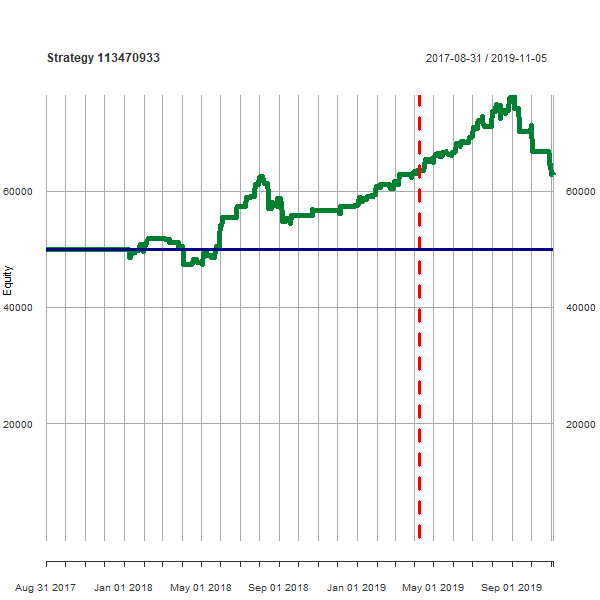 Strategy 113470933
2017-08-31 / 2019-11-05
60000
60000
Equity
40000
40000
20000
20000
Aug 31 2017
Jan 01 2018
May 01 2018
Sep 01 2018
Jan 01 2019
May 01 2019
Sep 01 2019